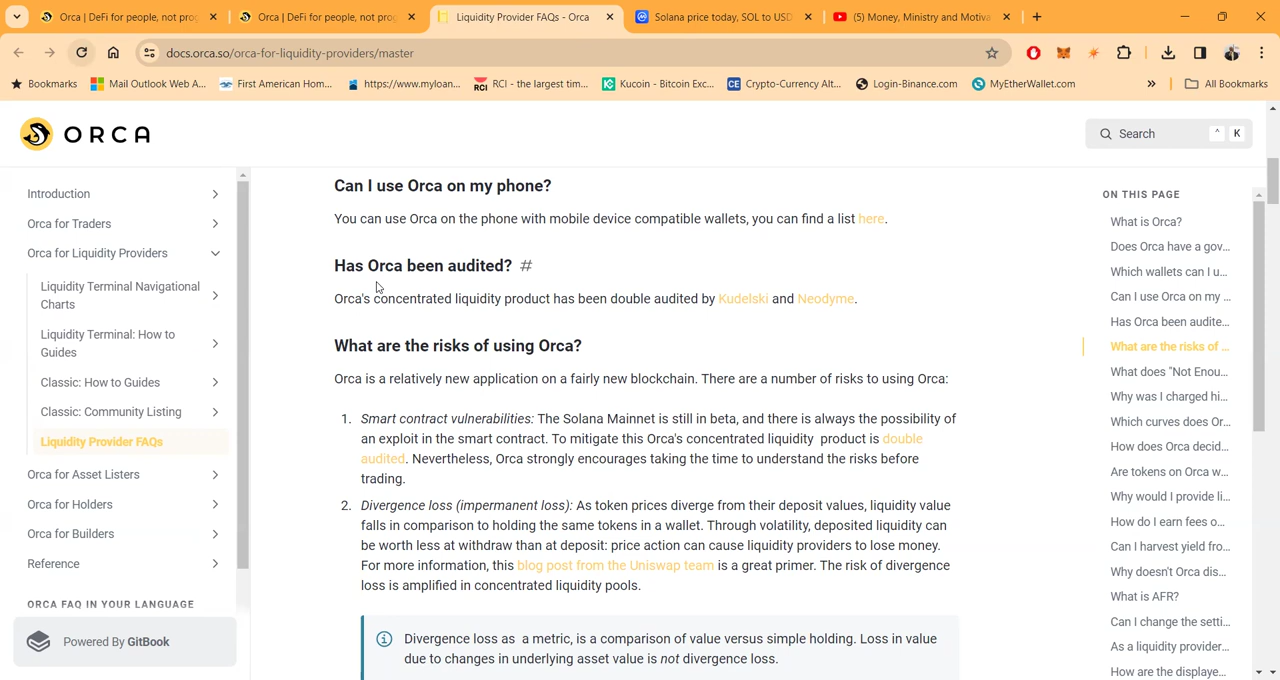 Orca | DeFi for people, not prog
Orca | DeFi for people, not prog
Liquidity Provider FAQs - Orca
Solana price today, SOL to USD
(5) Money, Ministry and Motiva
docs.orca.so/orca-for-liquidity-providers/master
Bookmarks
Mail Outlook Web A...
First American Hom...
https://www.myloan...
RCI
RCI - the largest tim...
Kucoin - Bitcoin Exc...
CE
Crypto-Currency Alt...
Login-Binance.com
MyEtherWallet.com
»
All Bookmarks
ORCA
Search
^ K
Introduction
Orca for Traders
Orca for Liquidity Providers
Liquidity Terminal Navigational
Charts
Liquidity Terminal: How to
Guides
Classic: How to Guides
Classic: Community Listing
Liquidity Provider FAQs
Orca for Asset Listers
Orca for Holders
Orca for Builders
Reference
ORCA FAQ IN YOUR LANGUAGE
Powered By GitBook
Can I use Orca on my phone?
You can use Orca on the phone with mobile device compatible wallets, you can find a list here.
Has Orca been audited? #
Orca's concentrated liquidity product has been double audited by Kudelski and Neodyme.
What are the risks of using Orca?
Orca is a relatively new application on a fairly new blockchain. There are a number of risks to using Orca:
1. Smart contract vulnerabilities: The Solana Mainnet is still in beta, and there is always the possibility of
an exploit in the smart contract. To mitigate this Orca's concentrated liquidity product is double
audited. Nevertheless, Orca strongly encourages taking the time to understand the risks before
trading.
2. Divergence loss (impermanent loss): As token prices diverge from their deposit values, liquidity value
falls in comparison to holding the same tokens in a wallet. Through volatility, deposited liquidity can
be worth less at withdraw than at deposit: price action can cause liquidity providers to lose money.
For more information, this blog post from the Uniswap team is a great primer. The risk of divergence
loss is amplified in concentrated liquidity pools.
Divergence loss as a metric, is a comparison of value versus simple holding. Loss in value
due to changes in underlying asset value is not divergence loss.
ON THIS PAGE
What is Orca?
Does Orca have a gov...
Which wallets can I u...
Can I use Orca on my ...
Has Orca been audite...
What are the risks of ...
What does "Not Enou...
Why was I charged hi...
Which curves does Or...
How does Orca decid...
Are tokens on Orca w...
Why would I provide li...
How do I earn fees o...
Can I harvest yield fro...
Why doesn't Orca dis...
What is AFR?
Can I change the setti...
As a liquidity provider...
How are the displaye...